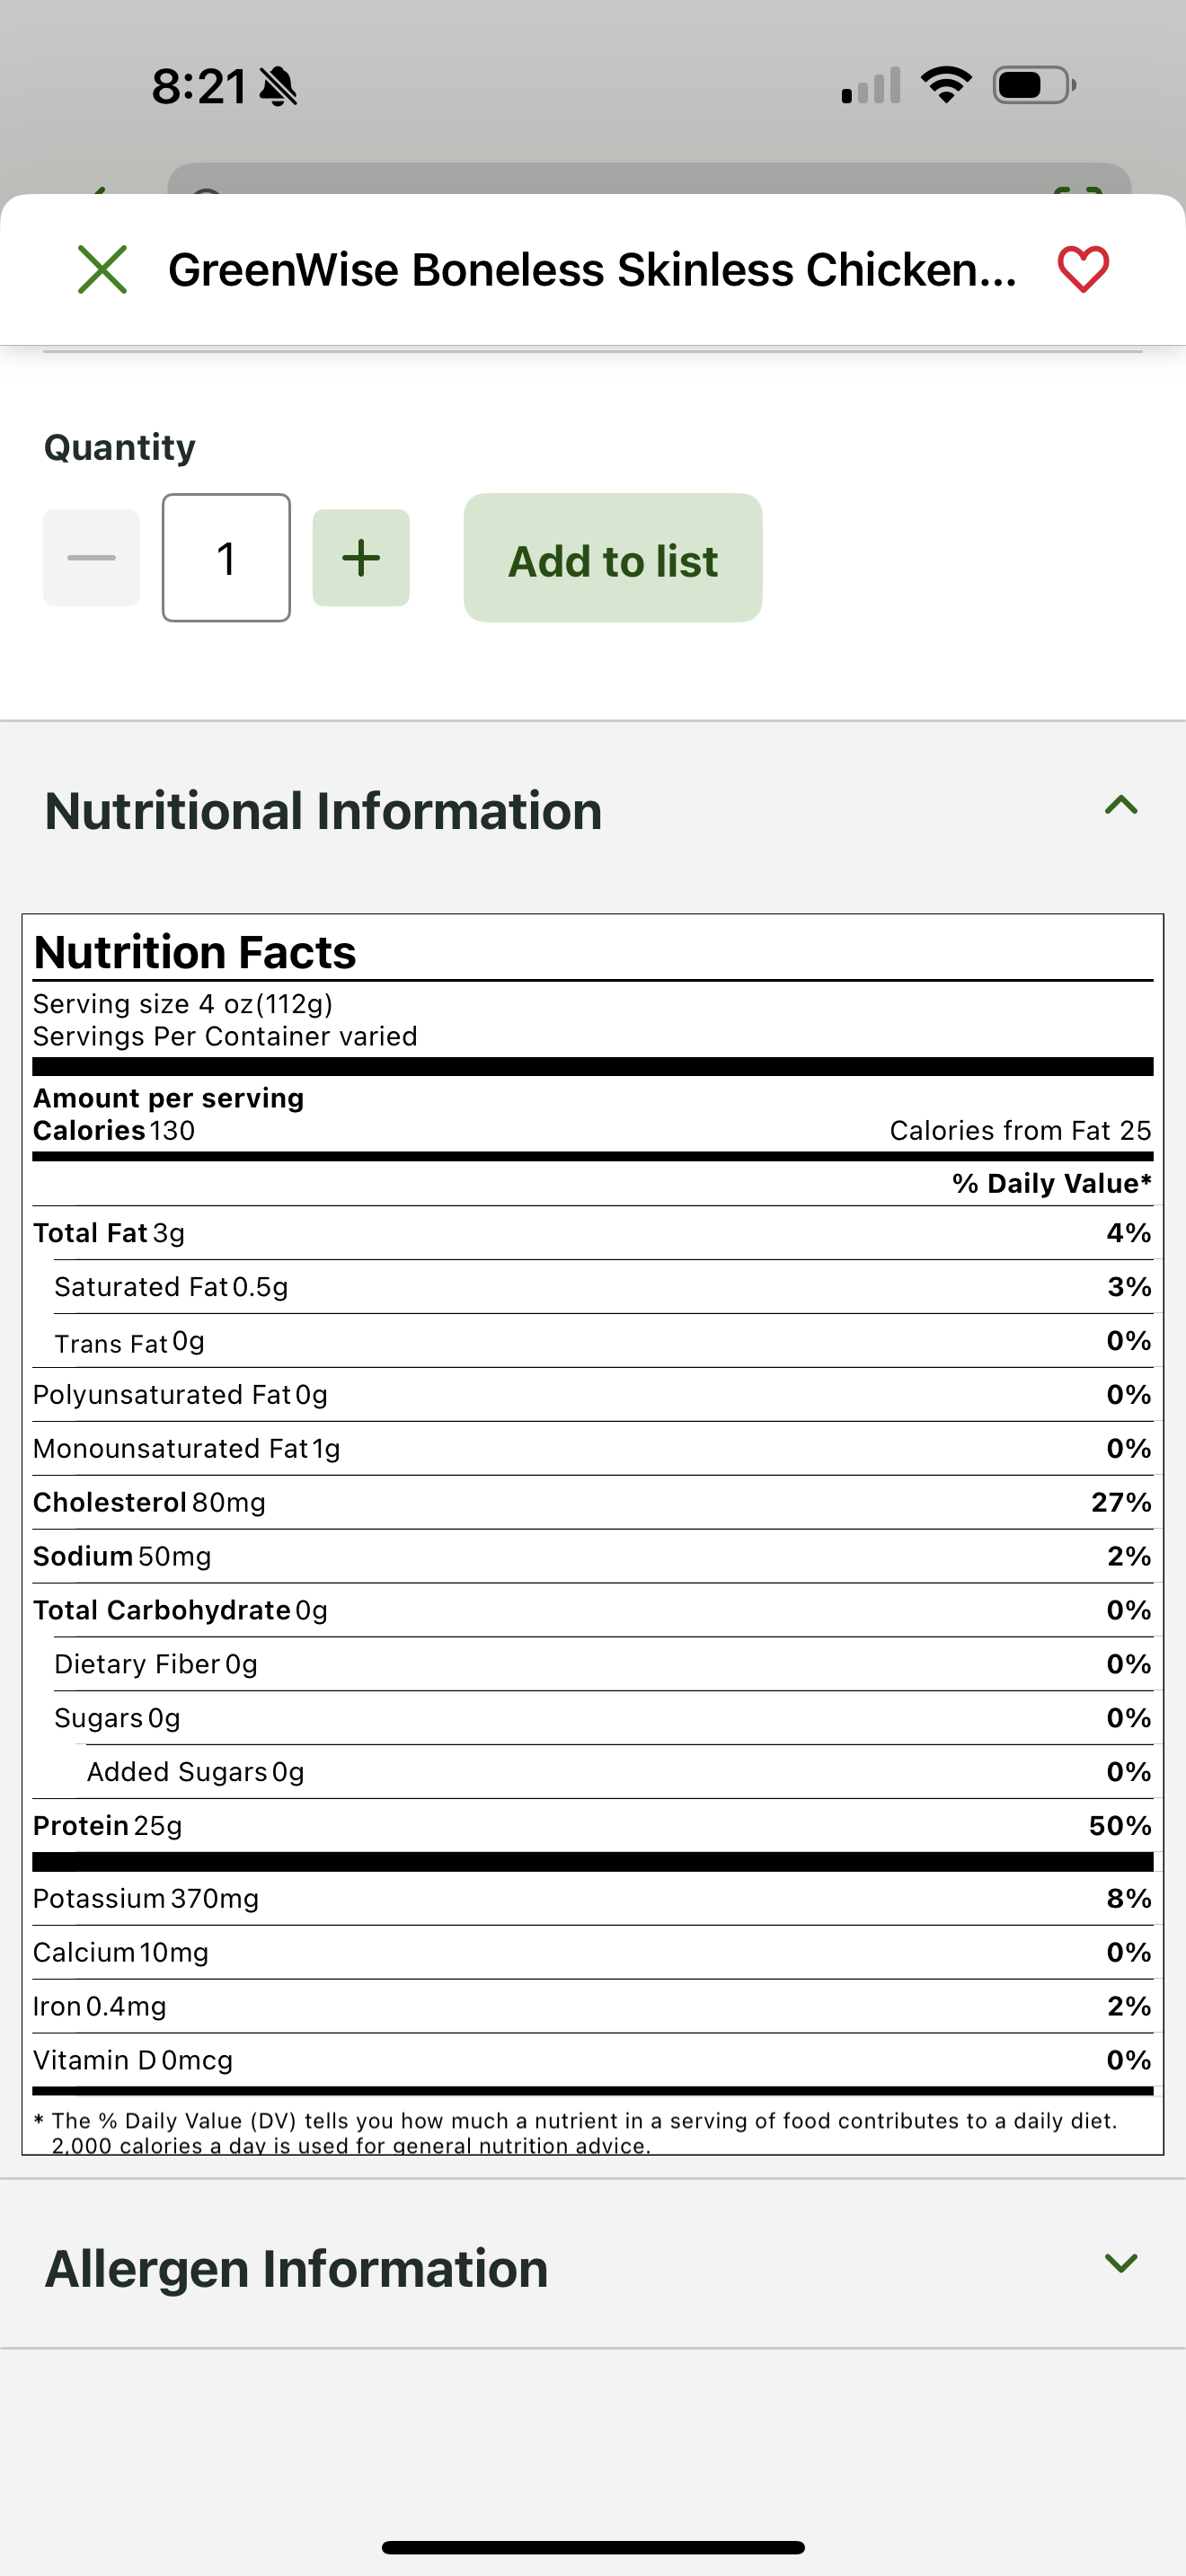 8:21
GreenWise Boneless Skinless Chicken...
Quantity
1
Add to list
Nutritional Information
Nutrition Facts
Serving size 4 oz(112g)
Servings Per Container varied
Amount per serving
Calories 130 Calories from Fat 25
% Daily Value*
Total Fat 3g 4%
Saturated Fat 0.5g 3%
Trans Fat 0g 0%
Polyunsaturated Fat 0g 0%
Monounsaturated Fat 1g 0%
Cholesterol 80mg 27%
Sodium 50mg 2%
Total Carbohydrate 0g 0%
Dietary Fiber 0g 0%
Sugars 0g 0%
Added Sugars 0g 0%
Protein 25g 50%
Potassium 370mg 8%
Calcium 10mg 0%
Iron 0.4mg 2%
Vitamin D 0mcg 0%
* The % Daily Value (DV) tells you how much a nutrient in a serving of food contributes to a daily diet.
2,000 calories a day is used for general nutrition advice.
Allergen Information